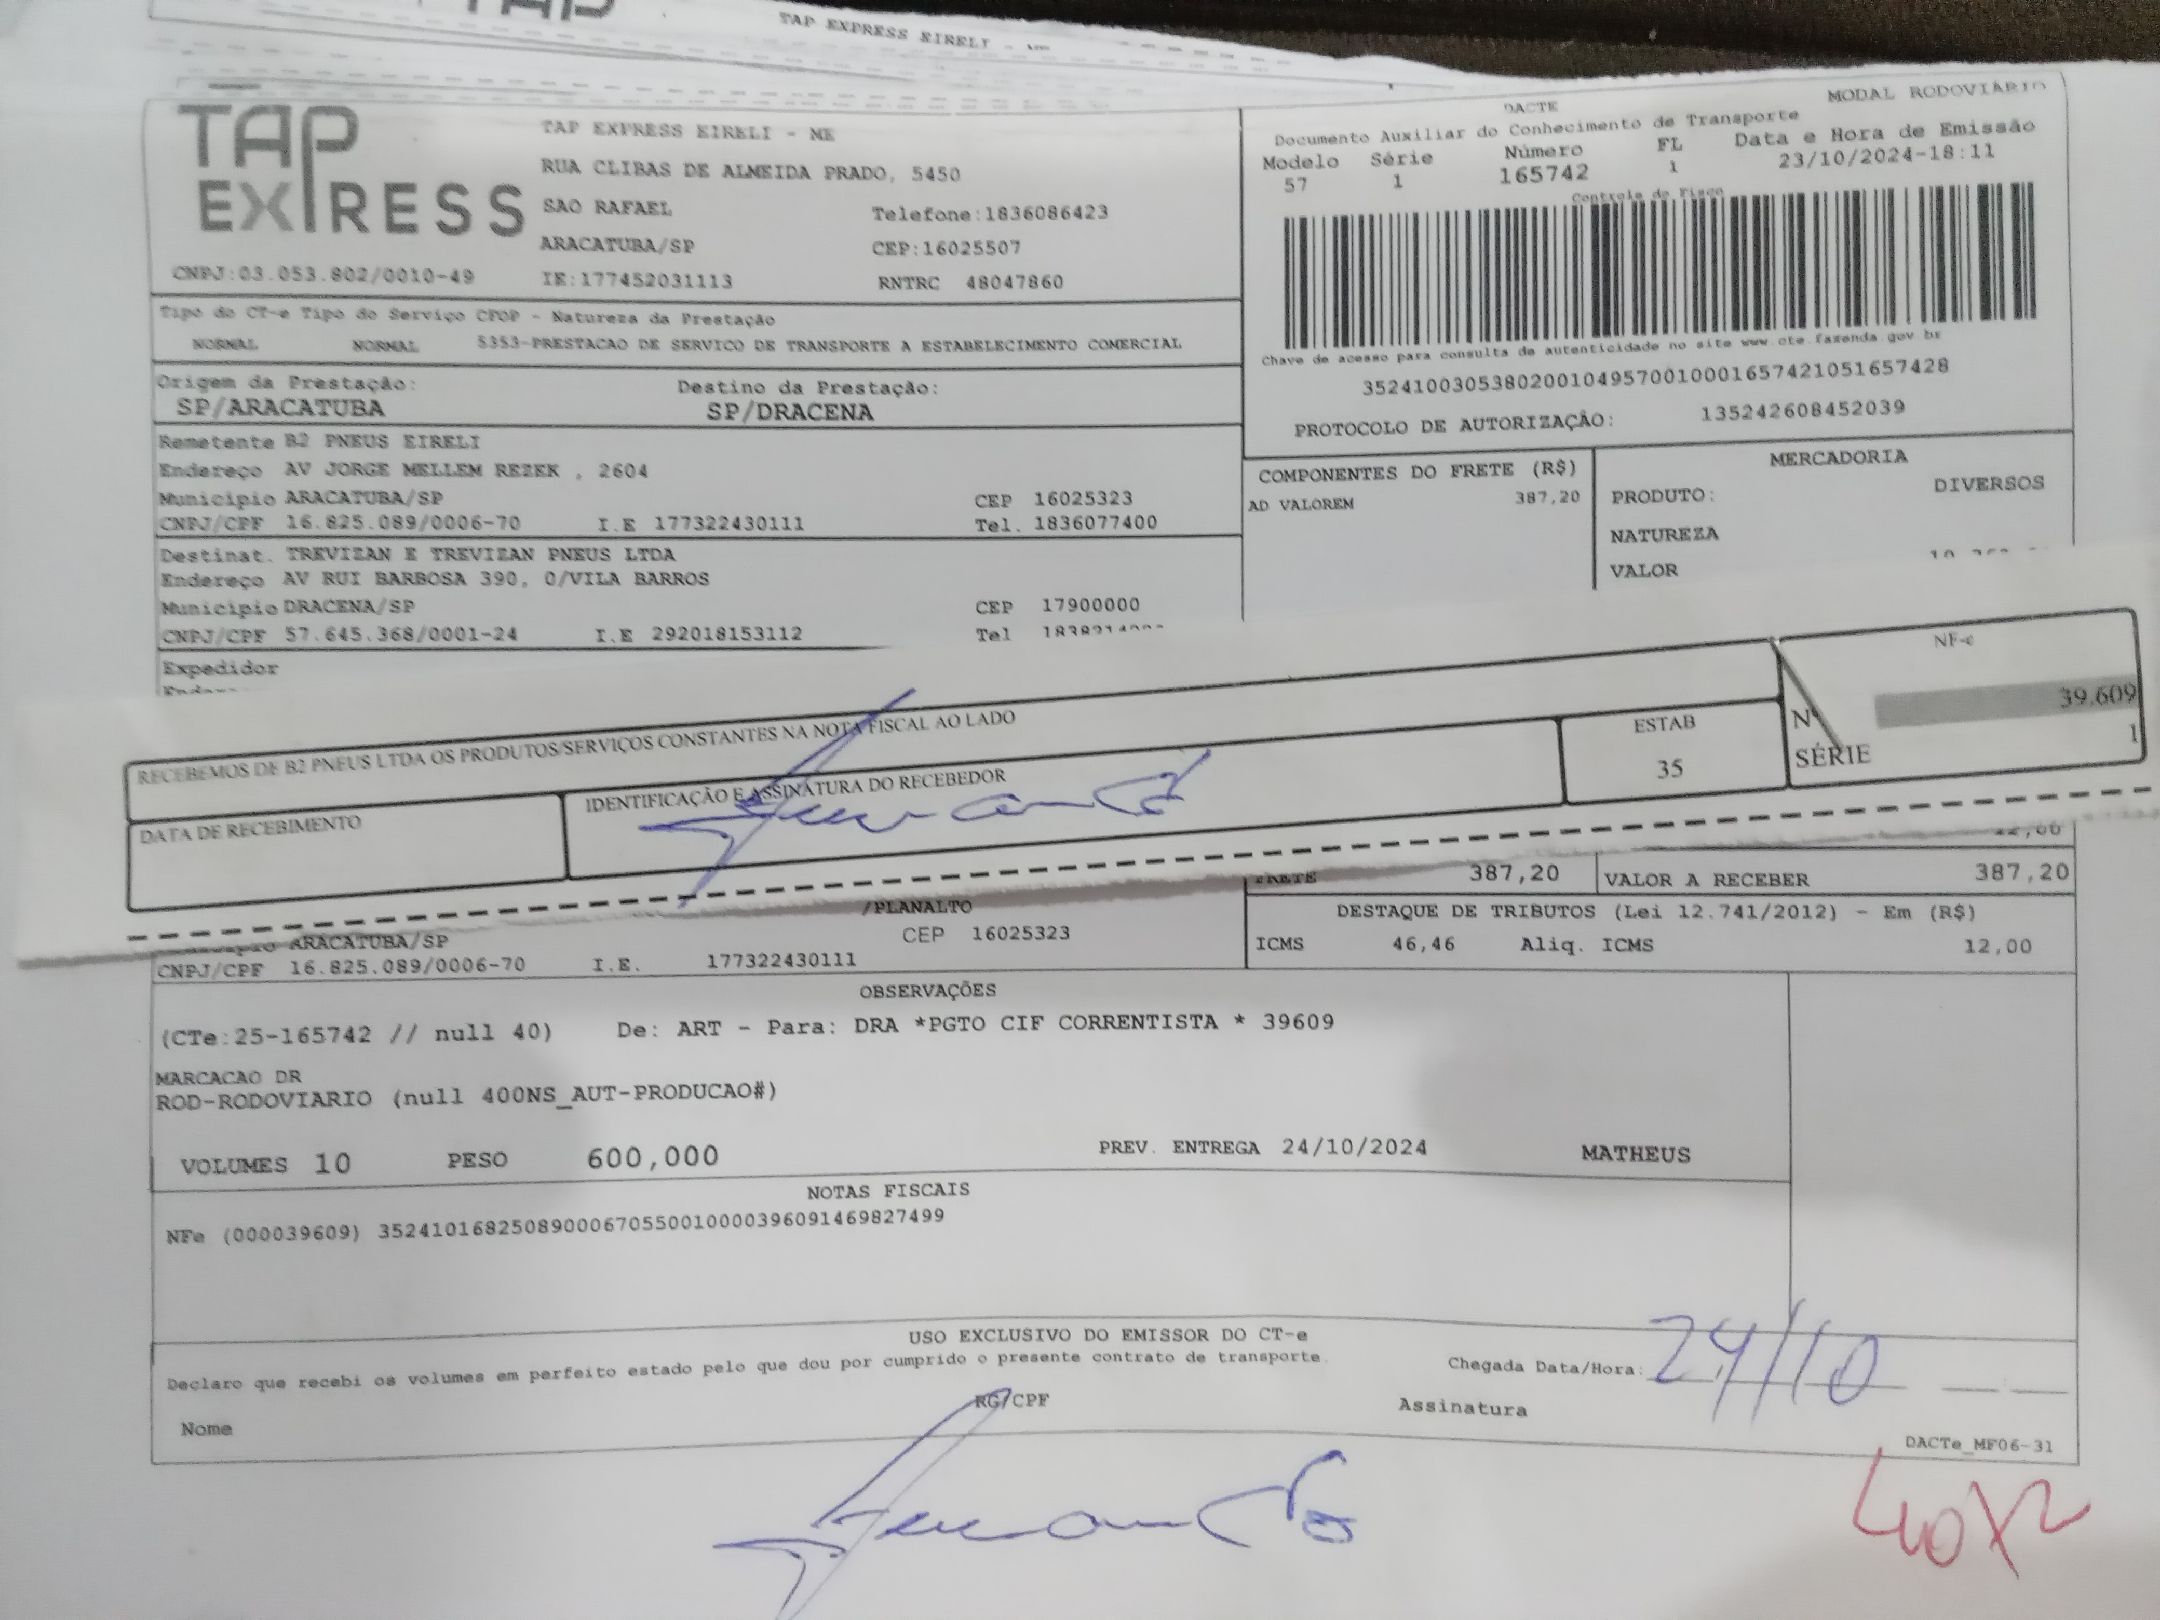 TAP EXPRESS EIRELI
TAP EXPRESS
TAP EXPRESS EIRELI - ME
RUA CLIBAS DE ALMEIDA PRADO, 5450
SAO RAFAEL Telefone:1836086423
ARACATUBA/SP CEP:16025507
CNPJ:03.053.802/0010-49 IE:177452031113 RNTRC 48047860
DACTE MODAL RODOVIÁRIO
Documento Auxiliar do Conhecimento de Transporte
Modelo Série Número FL Data e Hora de Emissão
57 1 165742 1 23/10/2024-18:11
Controle do Fisco
Chave de acesso para consulta de autenticidade no site www.cte.fazenda.gov.br
35241003053802001049570010001657421051657428
PROTOCOLO DE AUTORIZAÇÃO: 135242608452039
Tipo do CT-e Tipo do Serviço CFOP - Natureza da Prestação
NORMAL NORMAL 5353-PRESTACAO DE SERVICO DE TRANSPORTE A ESTABELECIMENTO COMERCIAL
Origem da Prestação: Destino da Prestação:
SP/ARACATUBA SP/DRACENA
Remetente B2 PNEUS EIRELI
Endereço AV JORGE MELLEM REZEK , 2604
Município ARACATUBA/SP CEP 16025323
CNPJ/CPF 16.825.089/0006-70 I.E 177322430111 Tel. 1836077400
Destinat. TREVIZAN E TREVIZAN PNEUS LTDA
Endereço AV RUI BARBOSA 390, 0/VILA BARROS
Município DRACENA/SP CEP 17900000
CNPJ/CPF 57.645.368/0001-24 I.E 292018153112 Tel
Expedidor
COMPONENTES DO FRETE (R$)
AD VALOREM 387,20
MERCADORIA
PRODUTO: DIVERSOS
NATUREZA
VALOR
RECEBEMOS DE B2 PNEUS LTDA OS PRODUTOS/SERVIÇOS CONSTANTES NA NOTA FISCAL AO LADO
DATA DE RECEBIMENTO
IDENTIFICAÇÃO E ASSINATURA DO RECEBEDOR
ESTAB
35
NF-e
Nº 39.609
SÉRIE 1
FRETE 387,20 VALOR A RECEBER 387,20
/PLANALTO
ARACATUBA/SP CEP 16025323
CNPJ/CPF 16.825.089/0006-70 I.E. 177322430111
DESTAQUE DE TRIBUTOS (Lei 12.741/2012) - Em (R$)
ICMS 46,46 Aliq. ICMS 12,00
OBSERVAÇÕES
(CTe:25-165742 // null 40) De: ART - Para: DRA *PGTO CIF CORRENTISTA * 39609
MARCACAO DR
ROD-RODOVIARIO (null 400NS_AUT-PRODUCAO#)
VOLUMES 10 PESO 600,000 PREV. ENTREGA 24/10/2024 MATHEUS
NOTAS FISCAIS
NFe (000039609) 35241016825089000670550010000396091469827499
USO EXCLUSIVO DO EMISSOR DO CT-e
Declaro que recebi os volumes em perfeito estado pelo que dou por cumprido o presente contrato de transporte.
Chegada Data/Hora: 24/10
Nome RG/CPF Assinatura
DACTe_MF06-31